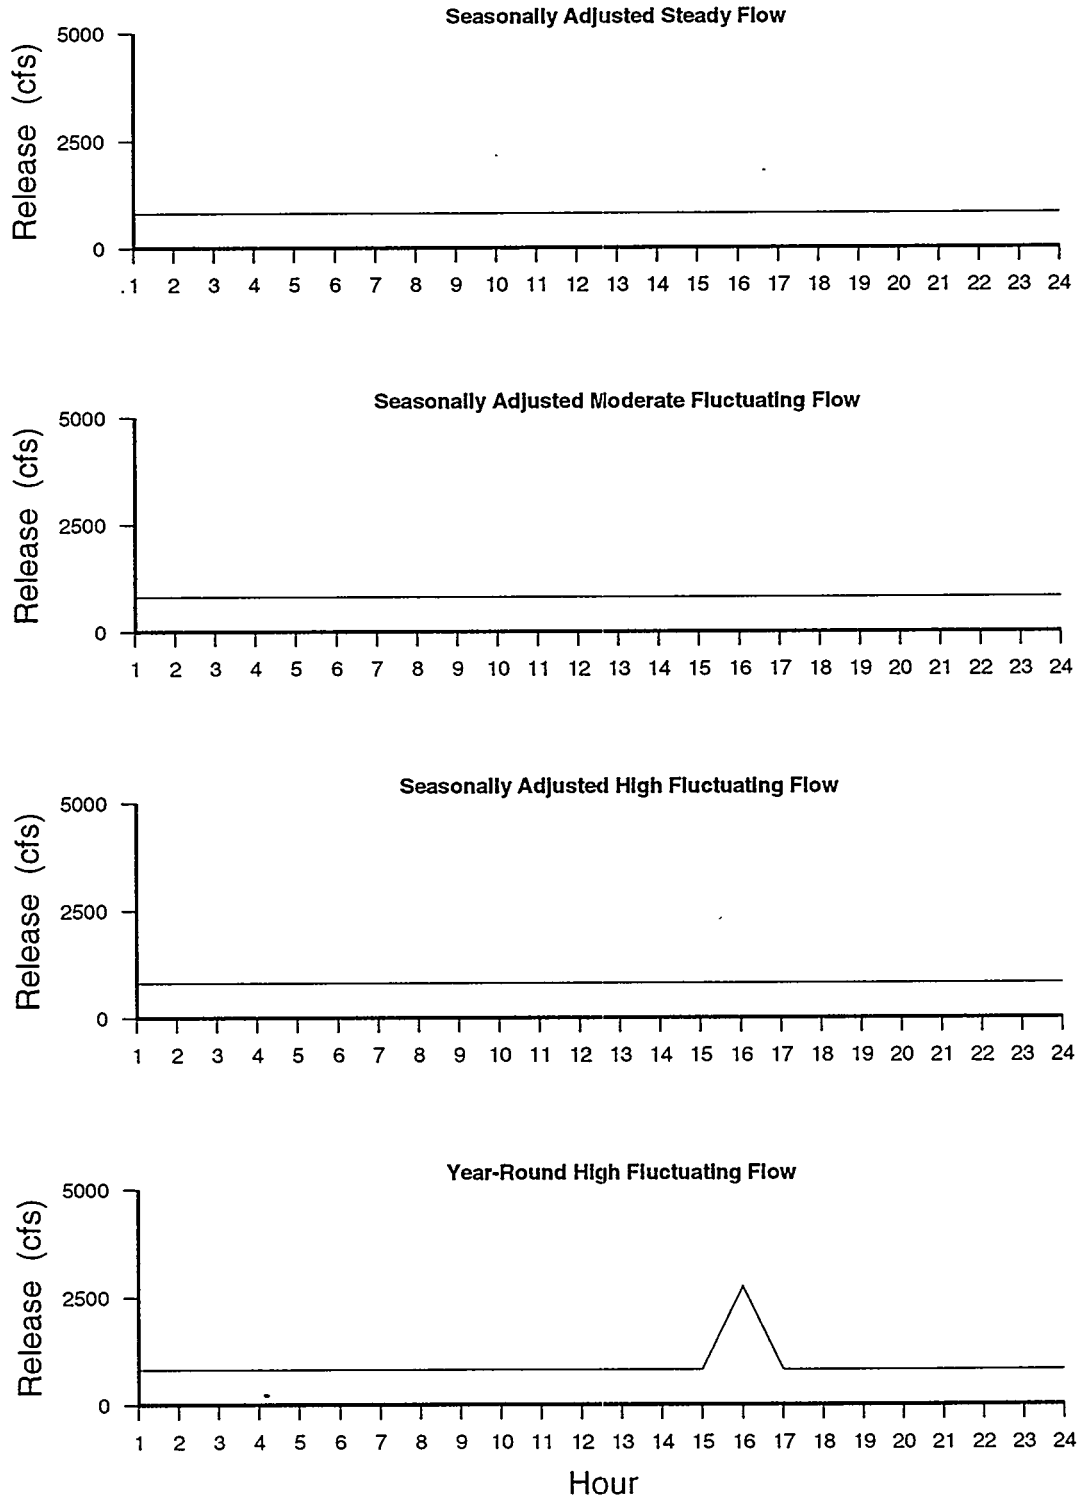 Seasonally Adjusted Steady Flow
Release (cfs)
5000
2500
0
.1 2 3 4 5 6 7 8 9 10 11 12 13 14 15 16 17 18 19 20 21 22 23 24
Seasonally Adjusted Moderate Fluctuating Flow
Release (cfs)
5000
2500
0
1 2 3 4 5 6 7 8 9 10 11 12 13 14 15 16 17 18 19 20 21 22 23 24
Seasonally Adjusted High Fluctuating Flow
Release (cfs)
5000
2500
0
1 2 3 4 5 6 7 8 9 10 11 12 13 14 15 16 17 18 19 20 21 22 23 24
Year-Round High Fluctuating Flow
Release (cfs)
5000
2500
0
1 2 3 4 5 6 7 8 9 10 11 12 13 14 15 16 17 18 19 20 21 22 23 24
Hour